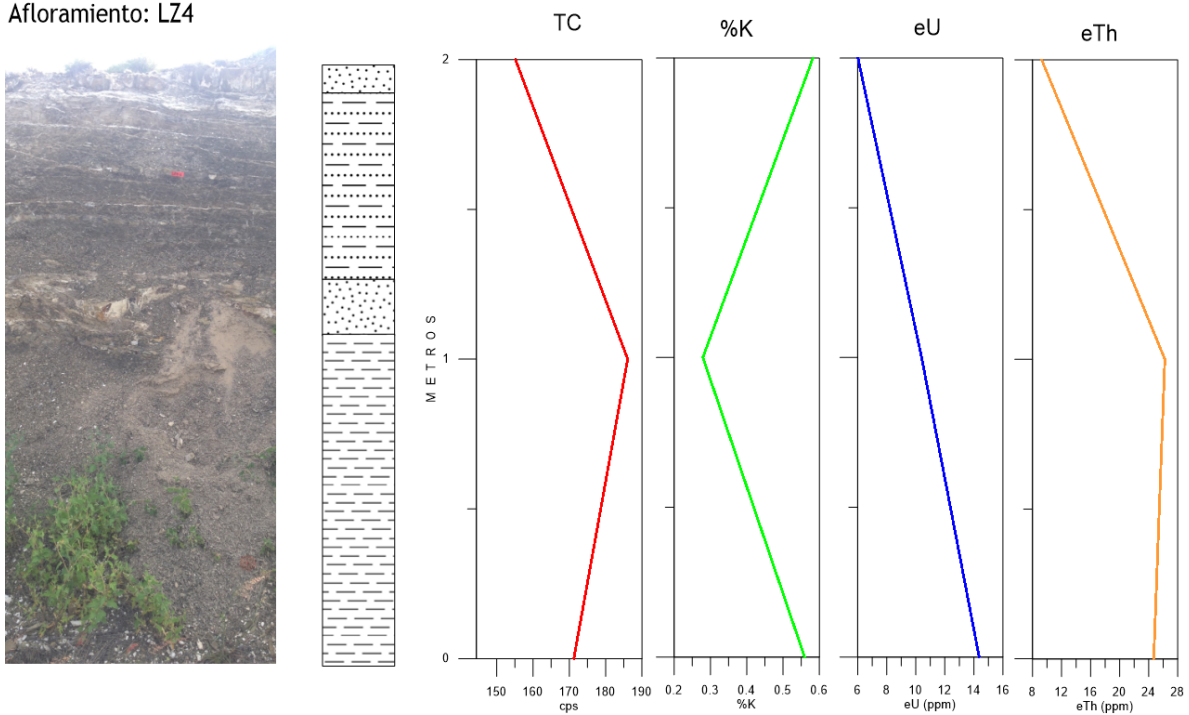 Afloramiento: LZ4
TC
%K
eU
eTh
2
1
0
METROS
150 160 170 180 190
cps
0.2 0.3 0.4 0.5 0.6
%K
6 8 10 12 14 16
eU (ppm)
8 12 16 20 24 28
eTh (ppm)